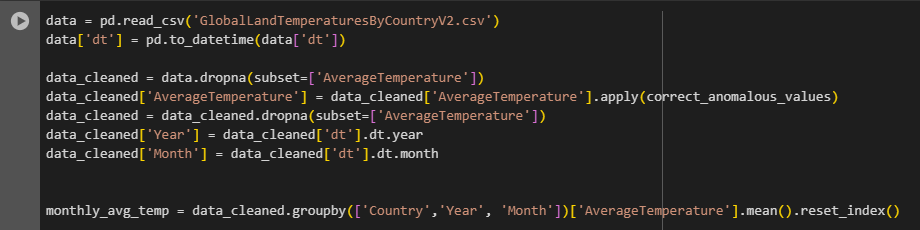 data = pd.read_csv('GlobalLandTemperaturesByCountryV2.csv')
data['dt'] = pd.to_datetime(data['dt'])
data_cleaned = data.dropna(subset=['AverageTemperature'])
data_cleaned['AverageTemperature'] = data_cleaned['AverageTemperature'].apply(correct_anomalous_values)
data_cleaned = data_cleaned.dropna(subset=['AverageTemperature'])
data_cleaned['Year'] = data_cleaned['dt'].dt.year
data_cleaned['Month'] = data_cleaned['dt'].dt.month
monthly_avg_temp = data_cleaned.groupby(['Country','Year', 'Month'])['AverageTemperature'].mean().reset_index()